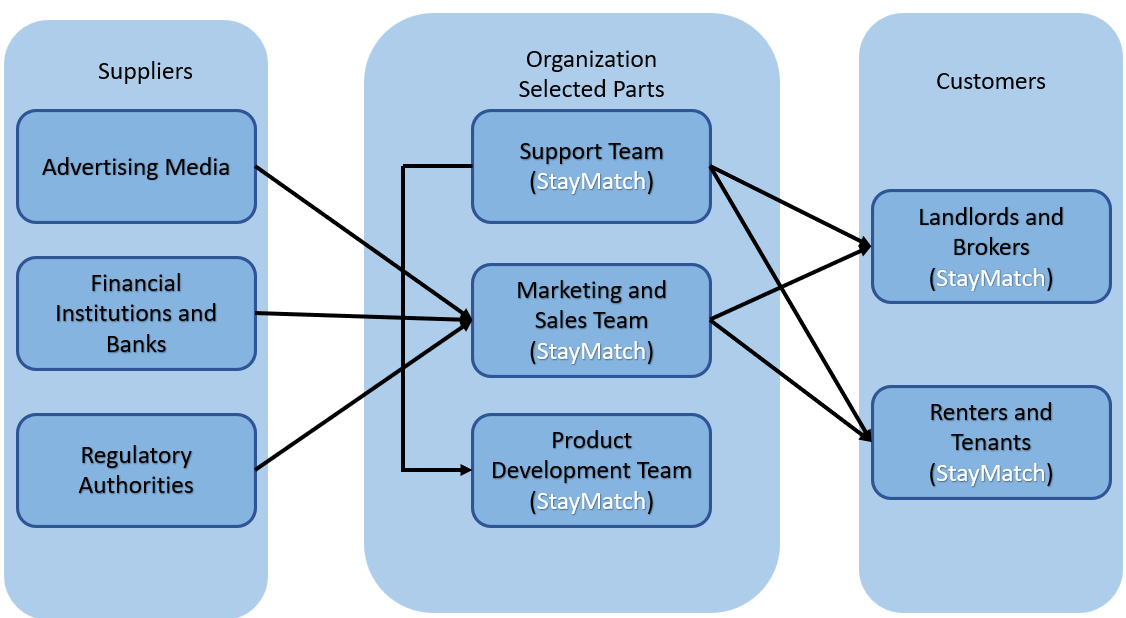 Suppliers
Advertising Media
Financial
Institutions and
Banks
Regulatory
Authorities
Organization
Selected Parts
Support Team
(StayMatch)
Marketing and
Sales Team
(StayMatch)
Product
Development Team
(StayMatch)
Customers
Landlords and
Brokers
(StayMatch)
Renters and
Tenants
(StayMatch)